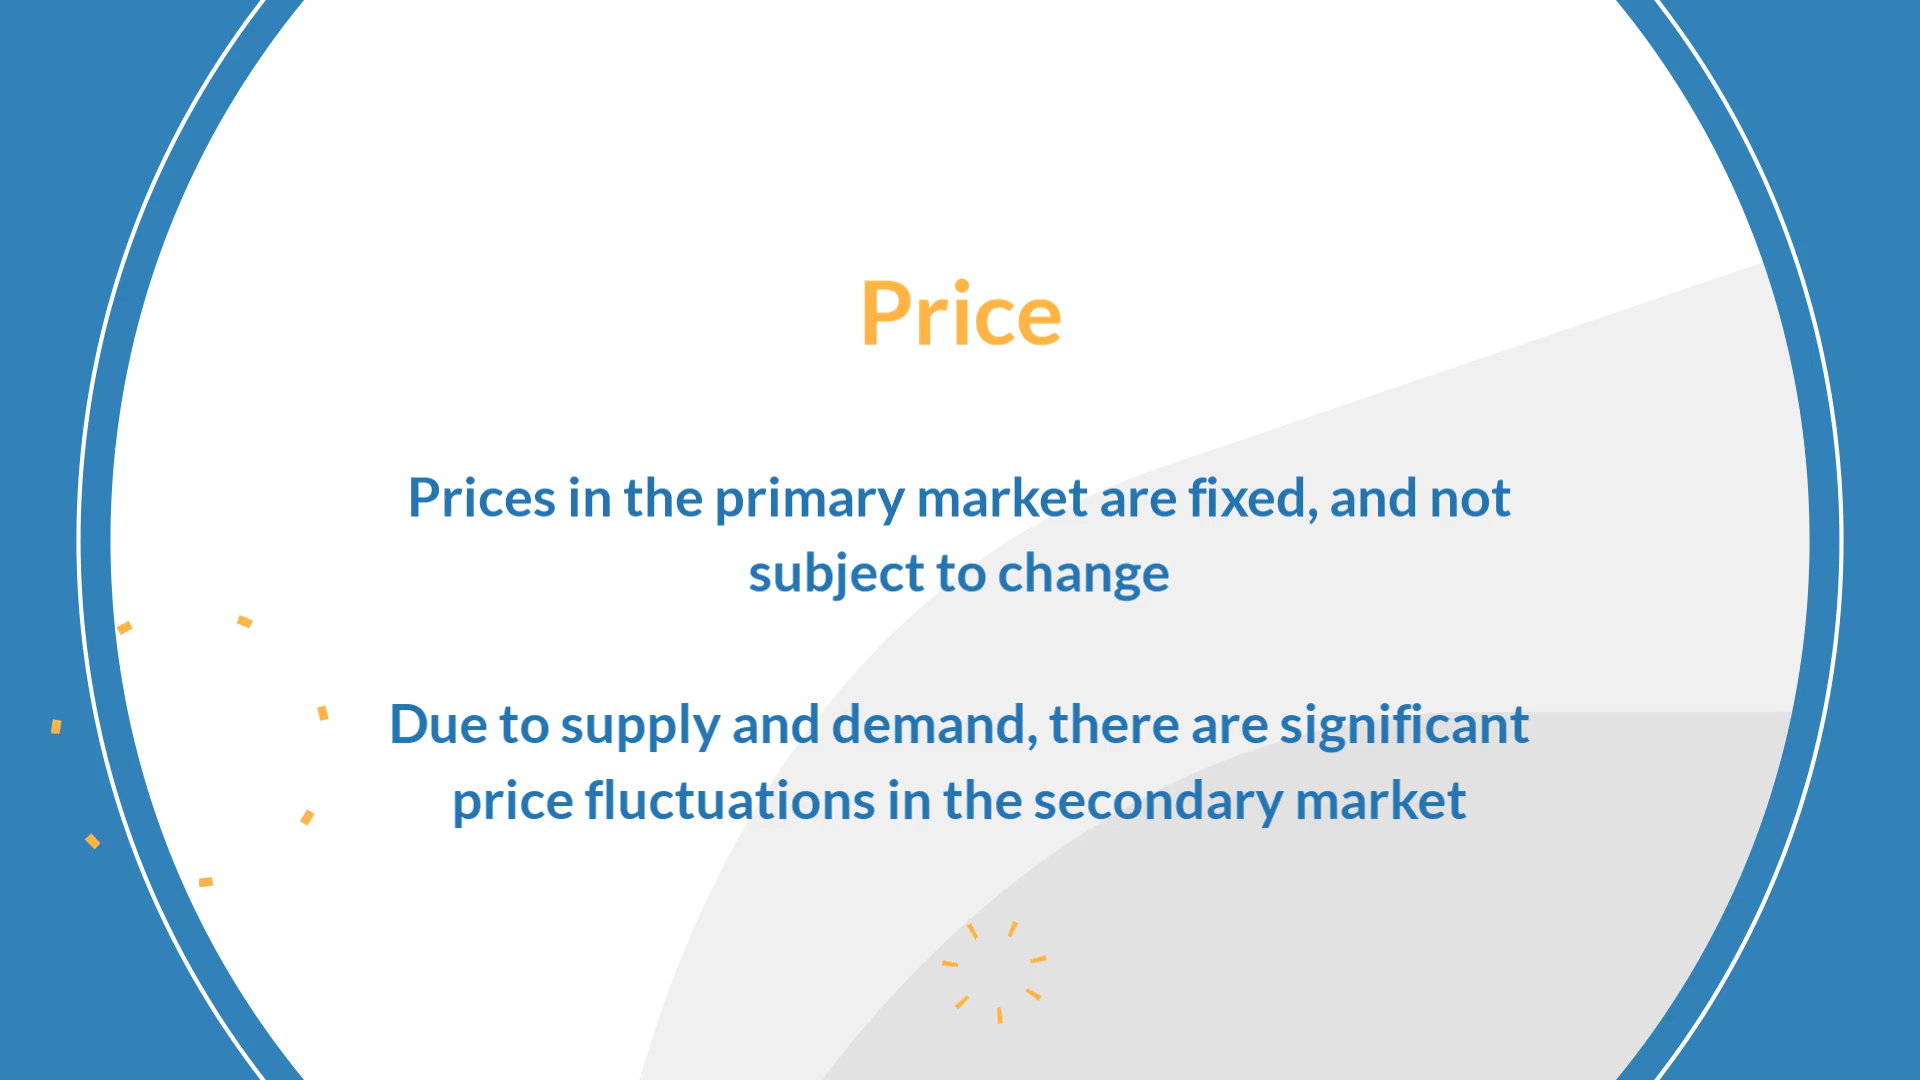 Price
Prices in the primary market are fixed, and not
subject to change
Due to supply and demand, there are significant
price fluctuations in the secondary market